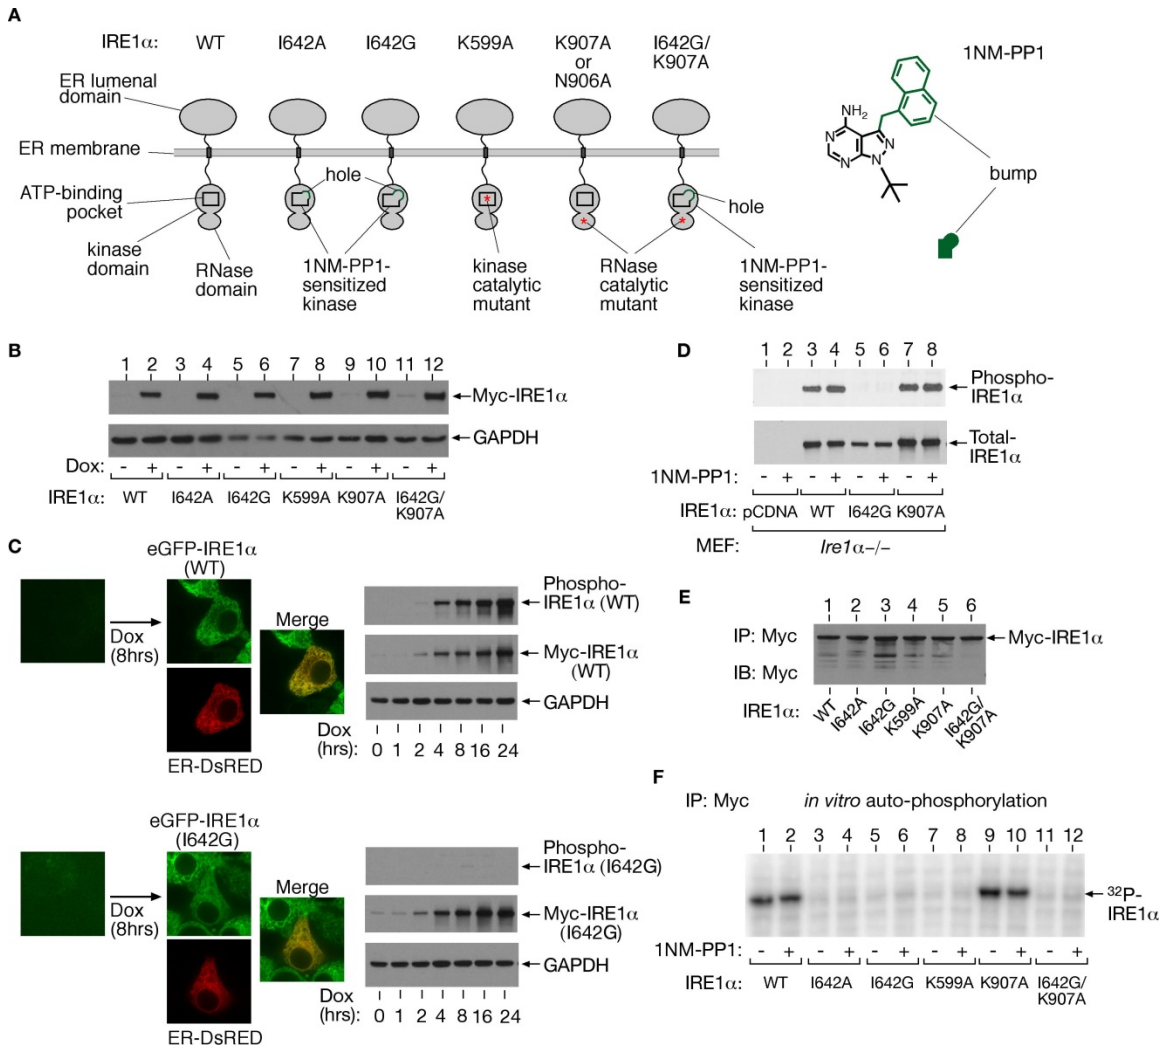 A
IRE1α: WT I642A I642G K599A K907A or N906A I642G/K907A
1NM-PP1
ER lumenal domain
ER membrane
ATP-binding pocket
kinase domain
RNase domain
hole
1NM-PP1-sensitized kinase
kinase catalytic mutant
RNase catalytic mutant
hole
1NM-PP1-sensitized kinase
NH2
N
N
N
N
N
bump
B
1 2 3 4 5 6 7 8 9 10 11 12
Myc-IRE1α
GAPDH
Dox: - + - + - + - + - + - +
IRE1α: WT I642A I642G K599A K907A I642G/K907A
C
eGFP-IRE1α (WT)
Dox (8hrs)
Merge
ER-DsRED
Phospho-IRE1α (WT)
Myc-IRE1α (WT)
GAPDH
Dox (hrs): 0 1 2 4 8 16 24
eGFP-IRE1α (I642G)
Dox (8hrs)
Merge
ER-DsRED
Phospho-IRE1α (I642G)
Myc-IRE1α (I642G)
GAPDH
Dox (hrs): 0 1 2 4 8 16 24
D
1 2 3 4 5 6 7 8
Phospho-IRE1α
Total-IRE1α
1NM-PP1: - + - + - + - +
IRE1α: pCDNA WT I642G K907A
MEF: Ire1α-/-
E
1 2 3 4 5 6
IP: Myc
Myc-IRE1α
IB: Myc
IRE1α: WT I642A I642G K599A K907A I642G/K907A
F
IP: Myc in vitro auto-phosphorylation
1 2 3 4 5 6 7 8 9 10 11 12
32P-IRE1α
1NM-PP1: - + - + - + - + - + - +
IRE1α: WT I642A I642G K599A K907A I642G/K907A